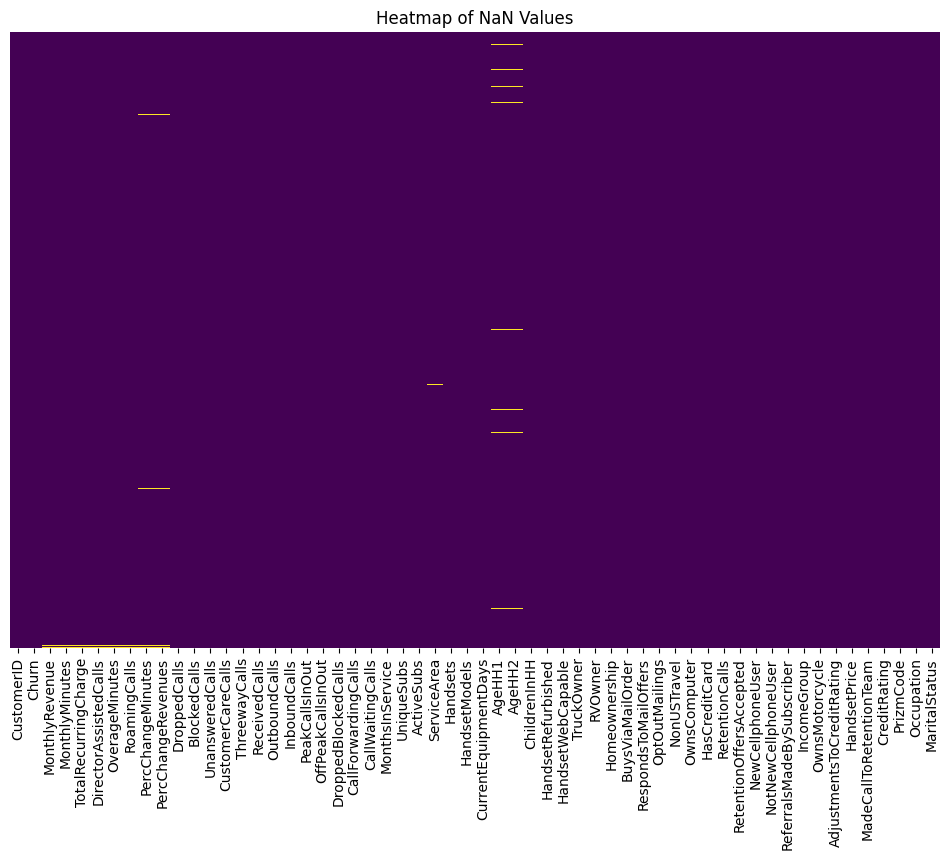 Heatmap of NaN Values
CustomerID
Churn
MonthlyRevenue
MonthlyMinutes
TotalRecurringCharge
DirectorAssistedCalls
OverageMinutes
RoamingCalls
PercChangeMinutes
PercChangeRevenues
DroppedCalls
BlockedCalls
UnansweredCalls
CustomerCareCalls
ThreewayCalls
ReceivedCalls
OutboundCalls
InboundCalls
PeakCallsInOut
OffPeakCallsInOut
DroppedBlockedCalls
CallForwardingCalls
CallWaitingCalls
MonthsInService
UniqueSubs
ActiveSubs
ServiceArea
Handsets
HandsetModels
CurrentEquipmentDays
AgeHH1
AgeHH2
ChildrenInHH
HandsetRefurbished
HandsetWebCapable
TruckOwner
RVOwner
Homeownership
BuysViaMailOrder
RespondsToMailOffers
OptOutMailings
NonUSTravel
OwnsComputer
HasCreditCard
RetentionCalls
RetentionOffersAccepted
NewCellphoneUser
NotNewCellphoneUser
ReferralsMadeBySubscriber
IncomeGroup
OwnsMotorcycle
AdjustmentsToCreditRating
HandsetPrice
MadeCallToRetentionTeam
CreditRating
PrizmCode
Occupation
MaritalStatus